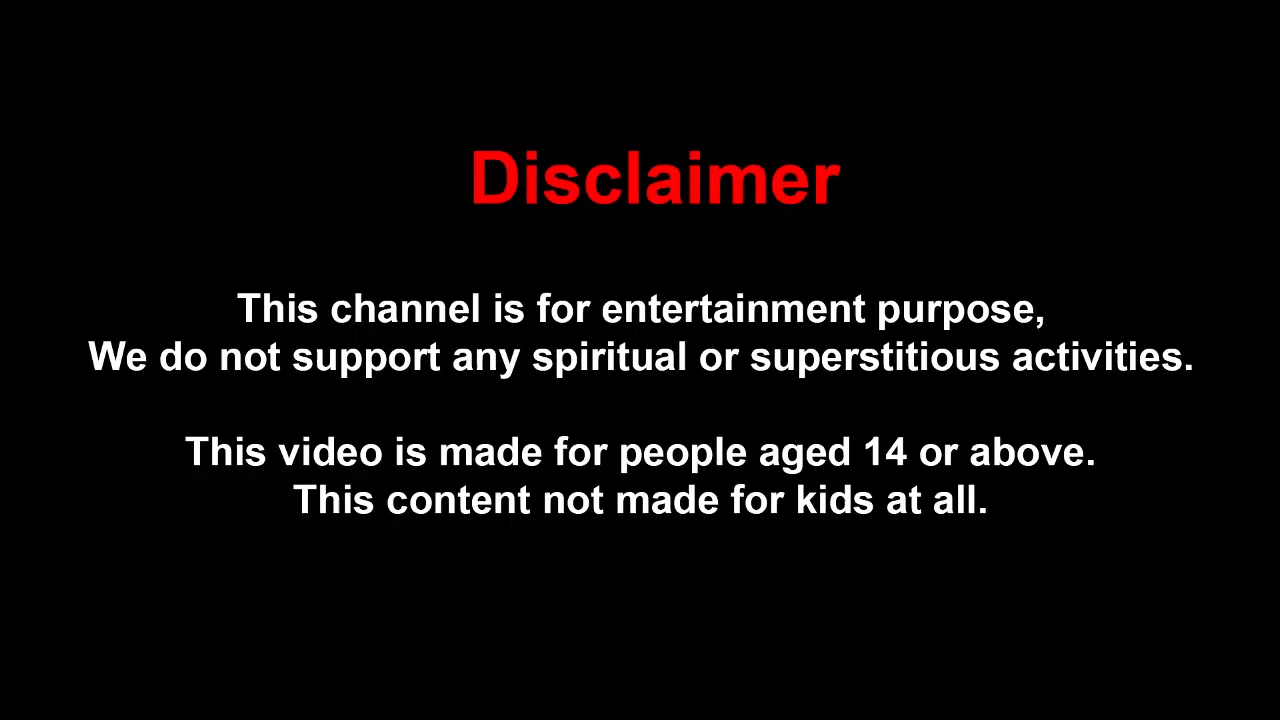 Disclaimer
This channel is for entertainment purpose,
We do not support any spiritual or superstitious activities.
This video is made for people aged 14 or above.
This content not made for kids at all.